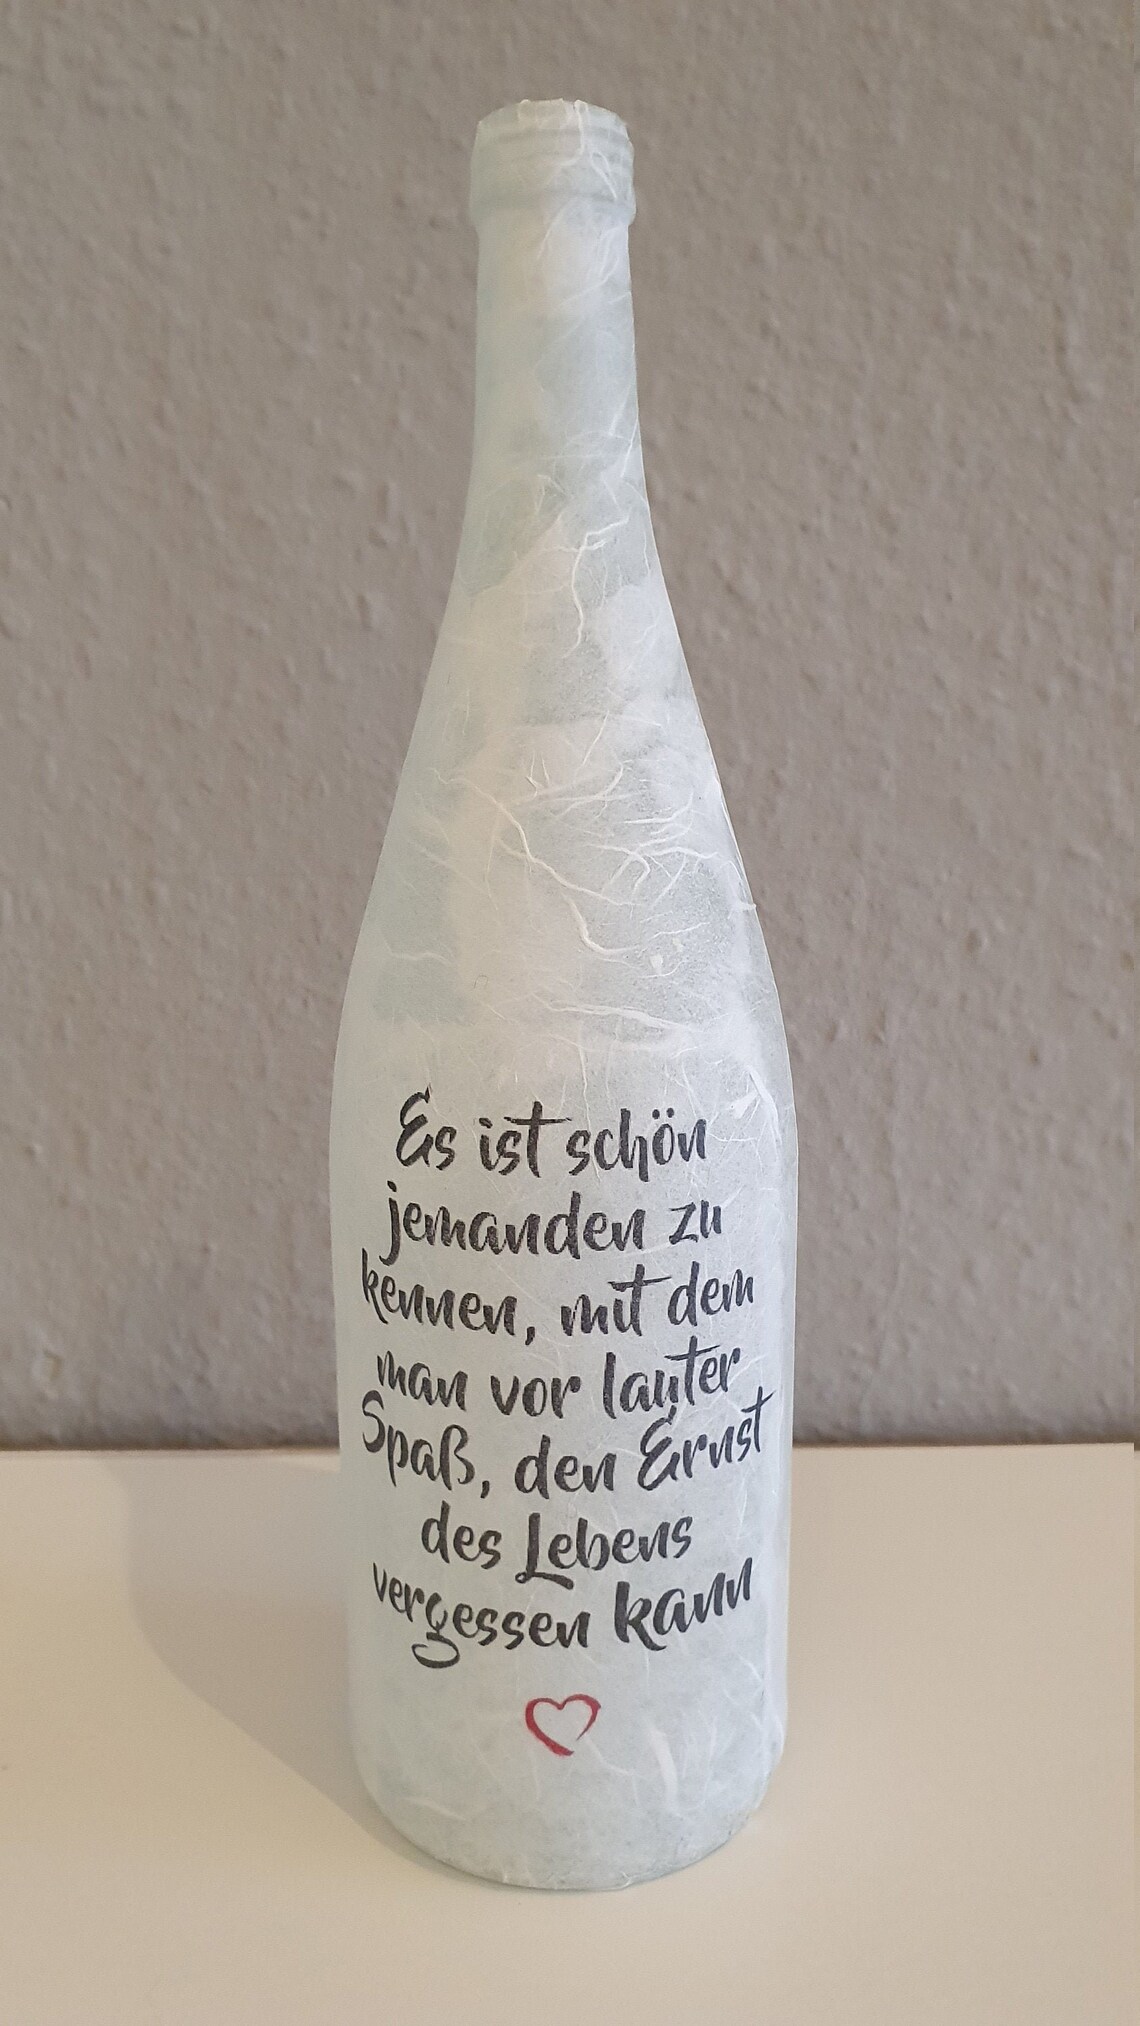 Es ist schön
jemanden zu
kennen, mit dem
man vor lauter
Spaß, den Ernst
des Lebens
vergessen kann